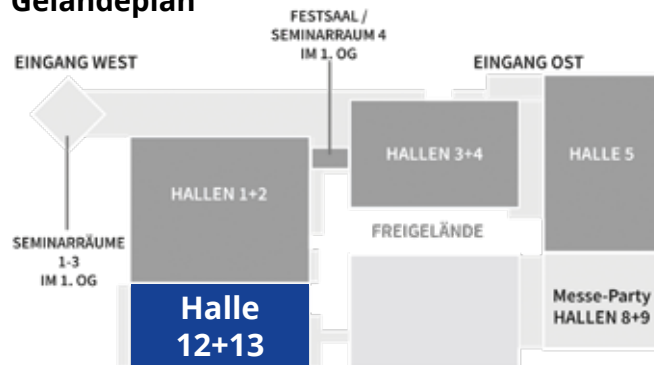 Geländeplan
FESTSAAL /
SEMINARRAUM 4
IM 1. OG
EINGANG WEST
EINGANG OST
HALLEN 3+4
HALLE 5
HALLEN 1+2
FREIGELÄNDE
SEMINARRÄUME
1-3
IM 1. OG
Halle
12+13
Messe-Party
HALLEN 8+9